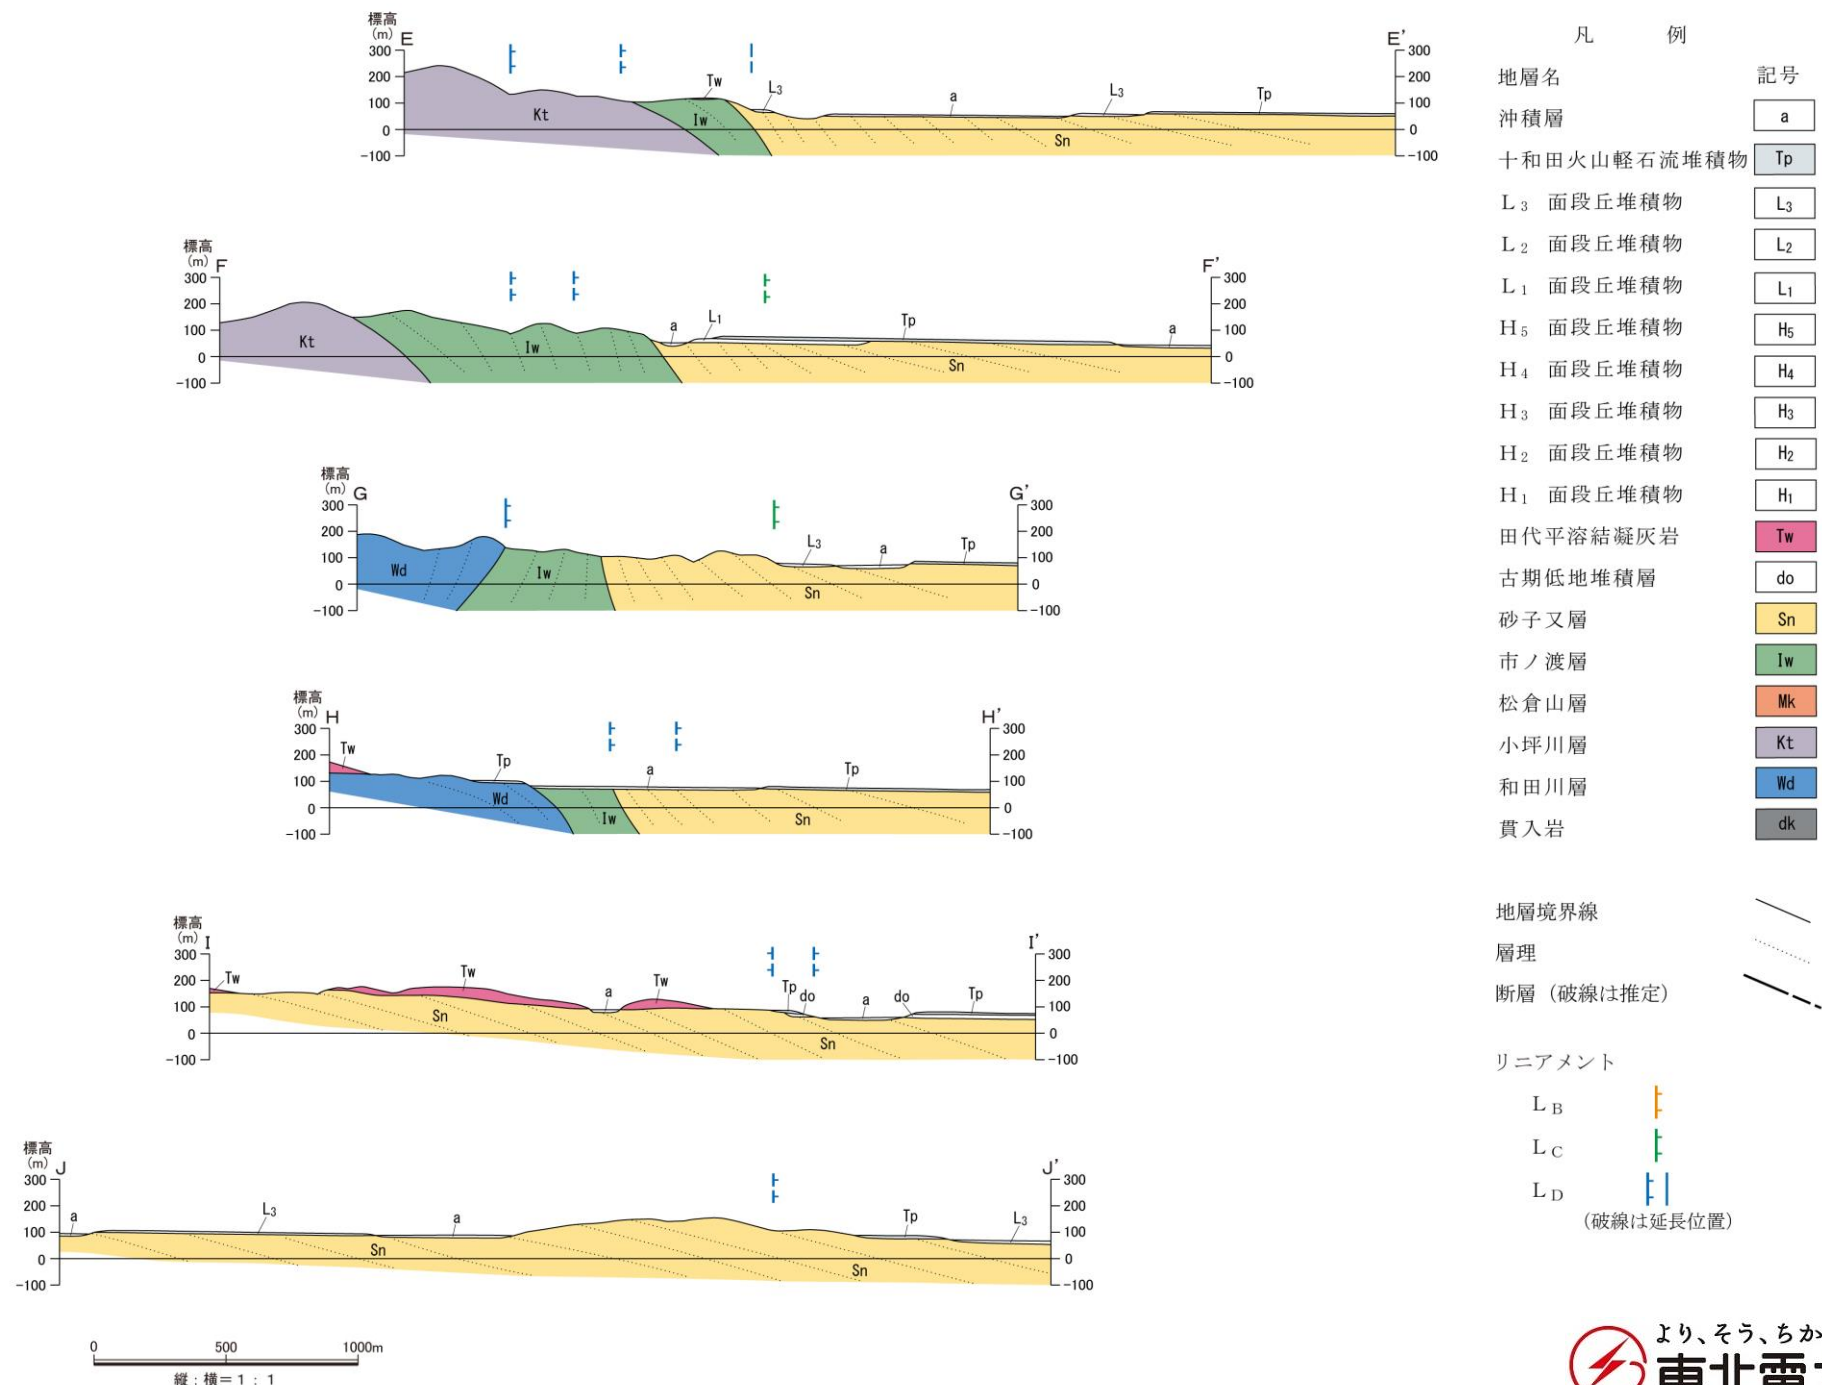 標高
(m) E E'
300 300
200 200
100 100
0 0
-100 -100
Tw L3 a L3 Tp
Kt Iw Sn
標高
(m) F F'
300 300
200 200
100 100
0 0
-100 -100
a L1 Tp a
Kt Iw Sn
標高
(m) G G'
300 300
200 200
100 100
0 0
-100 -100
L3 a Tp
Wd Iw Sn
標高
(m) H H'
300 300
200 200
100 100
0 0
-100 -100
Tw Tp a Tp
Wd Iw Sn
標高
(m) I I'
300 300
200 200
100 100
0 0
-100 -100
Tw Tw a Tw Tp do a do Tp
Sn Sn
標高
(m) J J'
300 300
200 200
100 100
0 0
-100 -100
a L3 a Tp L3
Sn Sn
0 500 1000m
縦:横=1:1
凡 例
地層名 記号
沖積層 a
十和田火山軽石流堆積物 Tp
L3 面段丘堆積物 L3
L2 面段丘堆積物 L2
L1 面段丘堆積物 L1
H5 面段丘堆積物 H5
H4 面段丘堆積物 H4
H3 面段丘堆積物 H3
H2 面段丘堆積物 H2
H1 面段丘堆積物 H1
田代平溶結凝灰岩 Tw
古期低地堆積層 do
砂子又層 Sn
市ノ渡層 Iw
松倉山層 Mk
小坪川層 Kt
和田川層 Wd
貫入岩 dk
地層境界線
層理
断層(破線は推定)
リニアメント
LB
LC
LD
(破線は延長位置)
より、そう、ちか
東北電